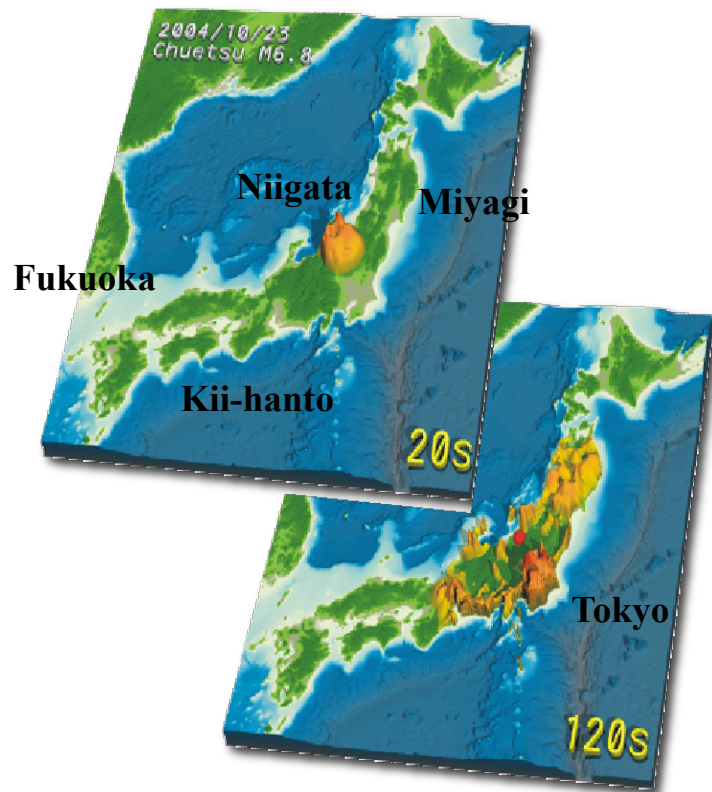 2004/10/23
Chuetsu M6.8
Niigata
Miyagi
Fukuoka
Kii-hanto
20s
Tokyo
120s